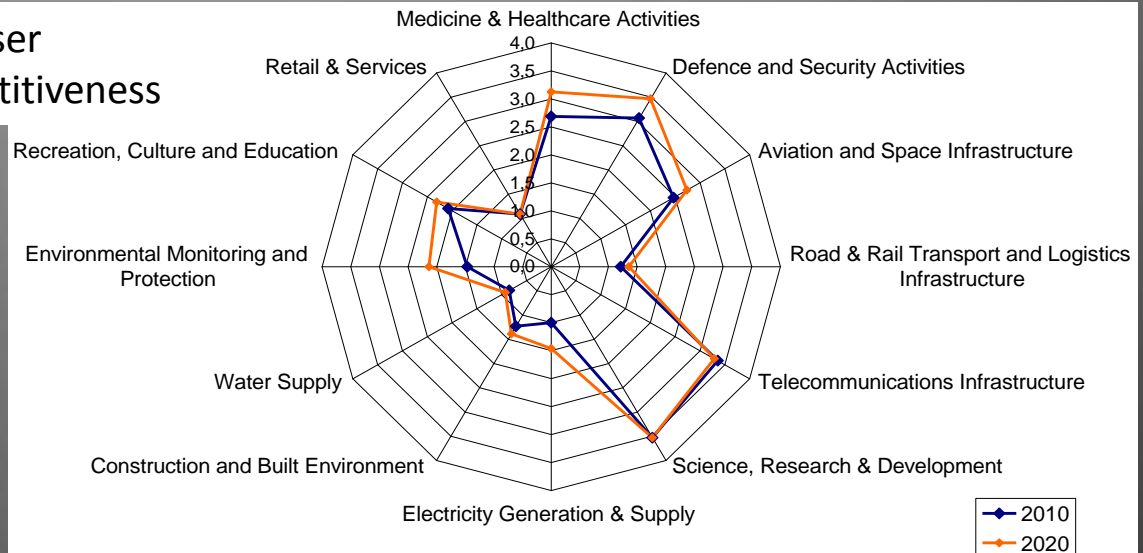 ser
titiveness
Medicine & Healthcare Activities
Defence and Security Activities
Aviation and Space Infrastructure
Road & Rail Transport and Logistics
Infrastructure
Telecommunications Infrastructure
Science, Research & Development
Electricity Generation & Supply
Construction and Built Environment
Water Supply
Environmental Monitoring and
Protection
Recreation, Culture and Education
Retail & Services
4,0
3,5
3,0
2,5
2,0
1,5
1,0
0,5
0,0
2010
2020